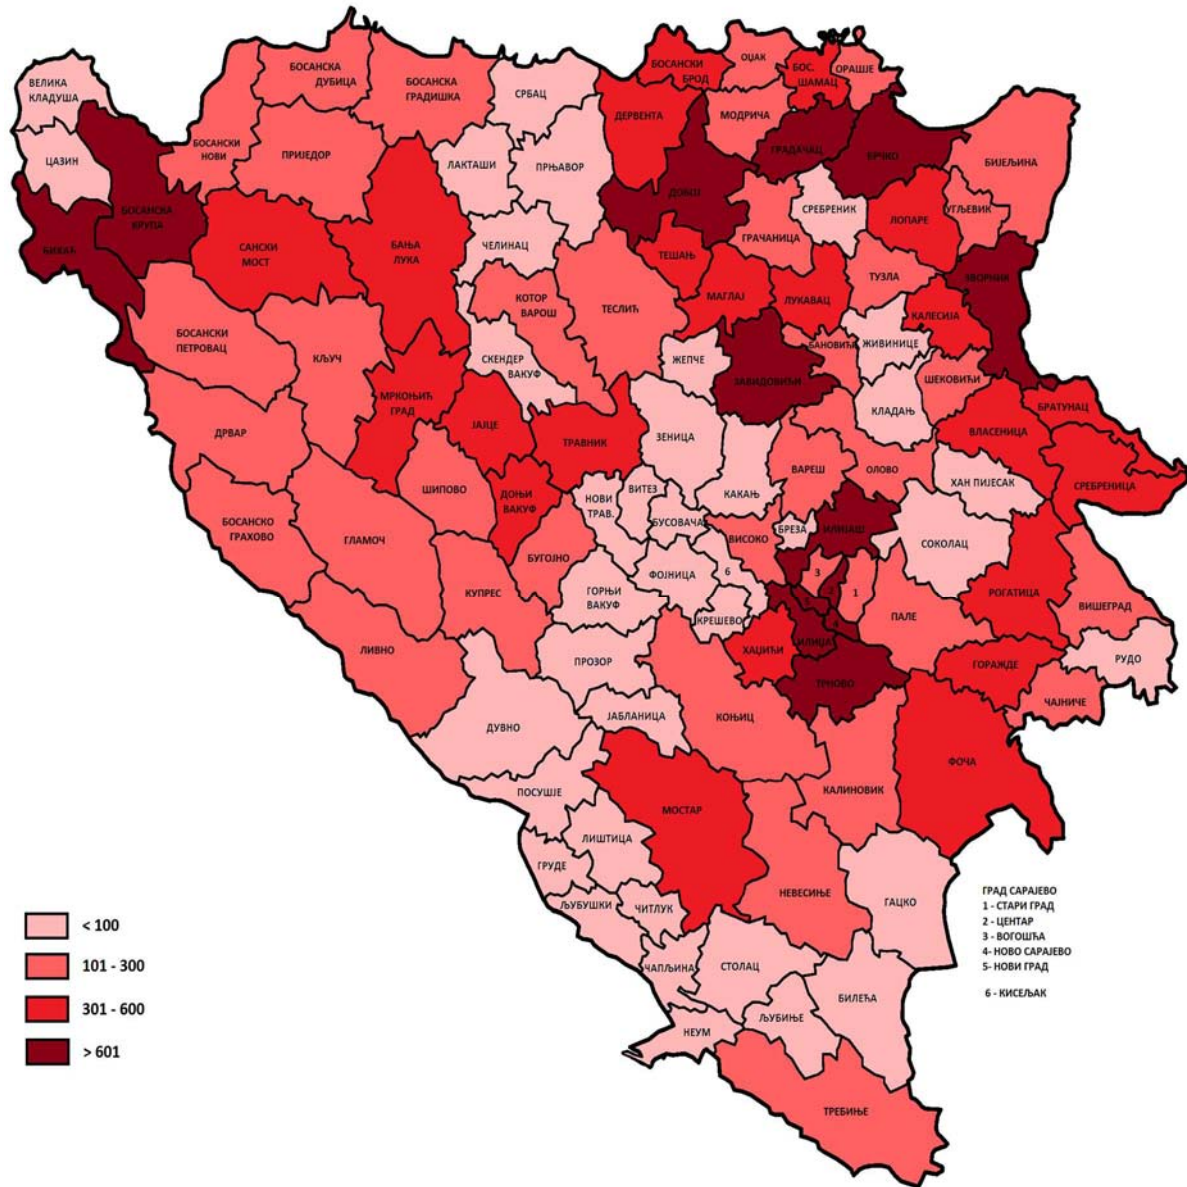 ВЕЛИКА
КЛАДУША
ЦАЗИН
БОСАНСКА
КРУПА
БИХАЋ
БОСАНСКИ
НОВИ
БОСАНСКА
ДУБИЦА
БОСАНСКА
ГРАДИШКА
ПРИЈЕДОР
САНСКИ
МОСТ
БАЊА
ЛУКА
СРБАЦ
ЛАКТАШИ
ПРЊАВОР
ЧЕЛИНАЦ
КОТОР
ВАРОШ
СКЕНДЕР
ВАКУФ
ТЕСЛИЋ
ДЕРВЕНТА
БОСАНСКИ
БРОД
ОЏАК
БОС.
ШАМАЦ
ОРАШЈЕ
МОДРИЧА
ГРАДАЧАЦ
БРЧКО
БИЈЕЉИНА
ДОБОЈ
ГРАЧАНИЦА
СРЕБРЕНИК
ЛОПАРЕ
УГЉЕВИК
ТЕШАЊ
МАГЛАЈ
ЛУКАВАЦ
ТУЗЛА
ЗВОРНИК
КАЛЕСИЈА
БАНОВИЋИ
ЖИВИНИЦЕ
ЖЕПЧЕ
ЗАВИДОВИЋИ
КЛАДАЊ
ШЕКОВИЋИ
ВЛАСЕНИЦА
БРАТУНАЦ
СРЕБРЕНИЦА
БОСАНСКИ
ПЕТРОВАЦ
КЉУЧ
МРКОЊИЋ
ГРАД
ЈАЈЦЕ
ТРАВНИК
ЗЕНИЦА
КАКАЊ
ВАРЕШ
ОЛОВО
ХАН ПИЈЕСАК
ДРВАР
ШИПОВО
ДОЊИ
ВАКУФ
НОВИ
ТРАВ.
ВИТЕЗ
БУСОВАЧА
ВИСОКО
БРЕЗА
ИЛИЈАШ
СОКОЛАЦ
БОСАНСКО
ГРАХОВО
ГЛАМОЧ
КУПРЕС
БУГОЈНО
ГОРЊИ
ВАКУФ
ФОЈНИЦА
6
КРЕШЕВО
3
2
1
5
4
ИЛИЏА
ХАЏИЋИ
ТРНОВО
ПАЛЕ
РОГАТИЦА
ВИШЕГРАД
РУДО
ГОРАЖДЕ
ЧАЈНИЧЕ
ЛИВНО
ПРОЗОР
ЈАБЛАНИЦА
КОЊИЦ
ДУВНО
ПОСУШЈЕ
ЛИШТИЦА
МОСТАР
КАЛИНОВИК
ФОЧА
ГРУДЕ
ЉУБУШКИ
ЧИТЛУК
НЕВЕСИЊЕ
ГАЦКО
ЧАПЉИНА
СТОЛАЦ
БИЛЕЋА
НЕУМ
ЉУБИЊЕ
ТРЕБИЊЕ
< 100
101 - 300
301 - 600
> 601
ГРАД САРАЈЕВО
1 - СТАРИ ГРАД
2 - ЦЕНТАР
3 - ВОГОШЋА
4- НОВО САРАЈЕВО
5- НОВИ ГРАД
6 - КИСЕЉАК